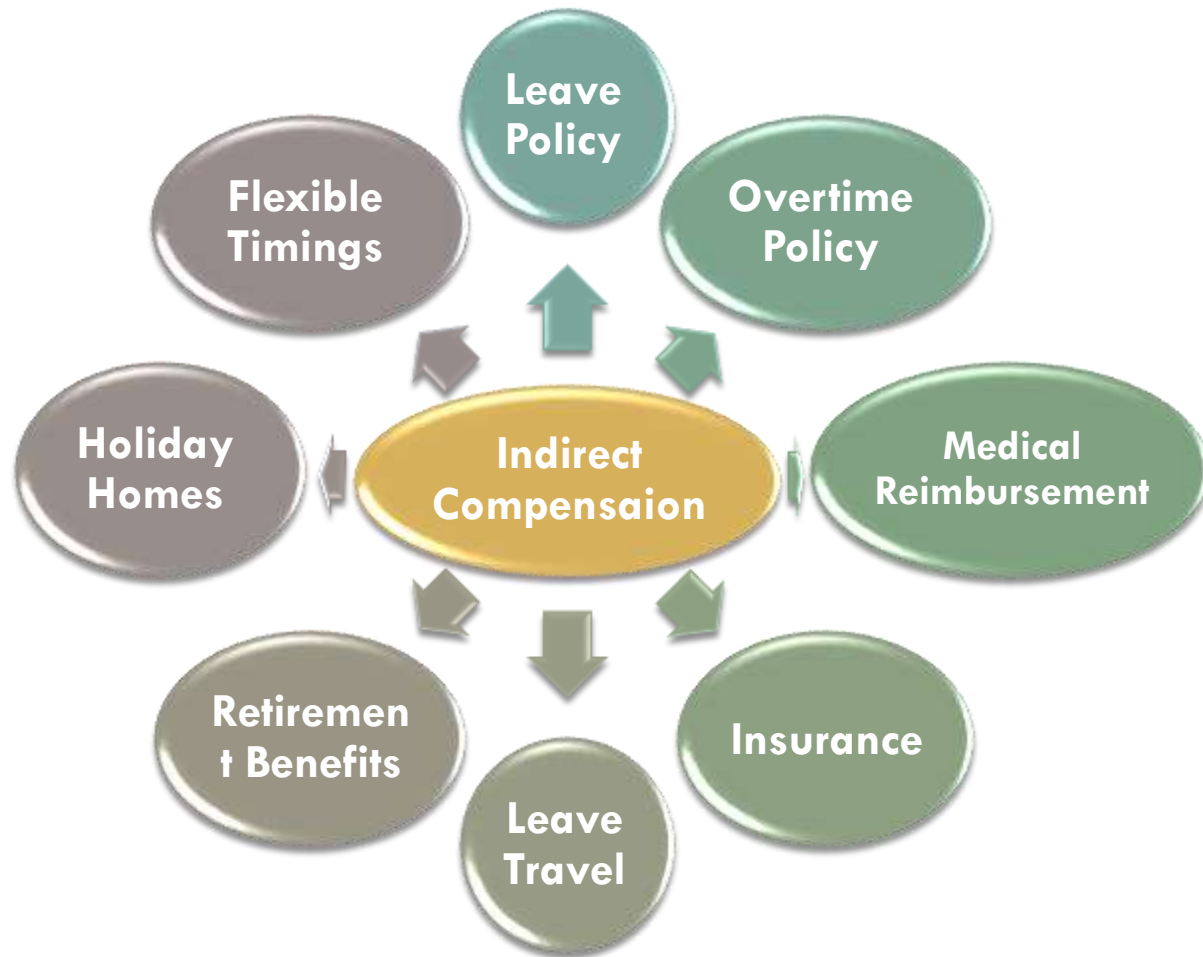 Leave
Policy
Flexible
Timings
Overtime
Policy
Holiday
Homes
Indirect
Compensaion
Medical
Reimbursement
Retiremen
t Benefits
Insurance
Leave
Travel